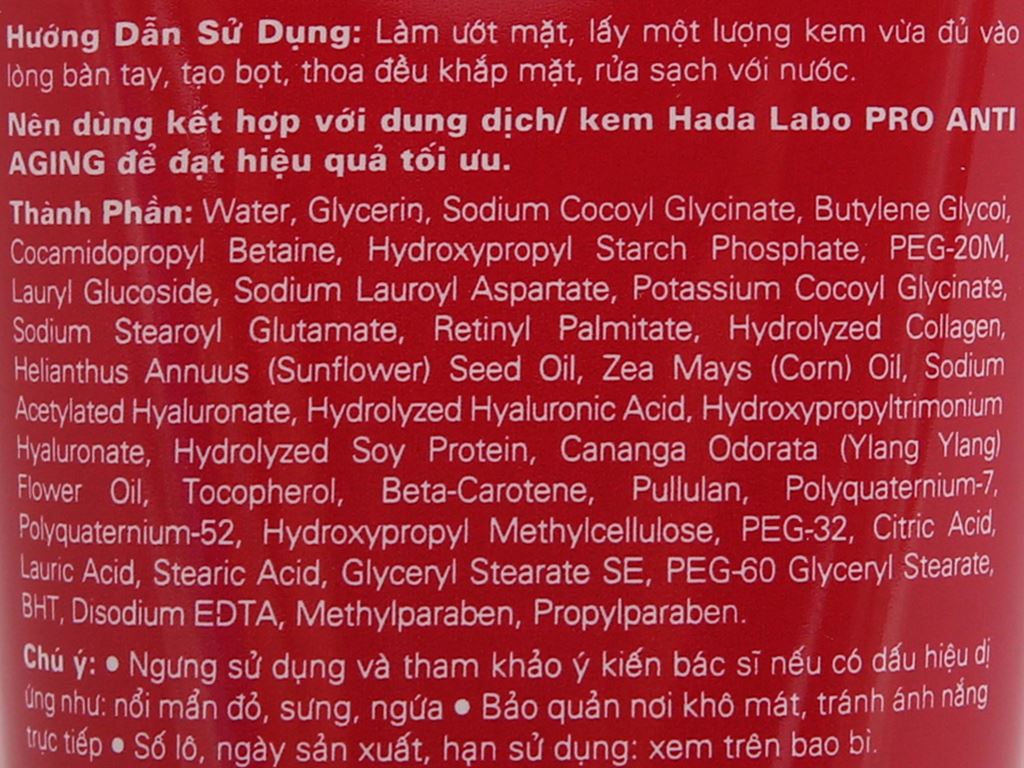 Hướng Dẫn Sử Dụng: Làm ướt mặt, lấy một lượng kem vừa đủ vào
lòng bàn tay, tạo bọt, thoa đều khắp mặt, rửa sạch với nước.
Nên dùng kết hợp với dung dịch/ kem Hada Labo PRO ANTI
AGING để đạt hiệu quả tối ưu.
Thành Phần: Water, Glycerin, Sodium Cocoyl Glycinate, Butylene Glycol,
Cocamidopropyl Betaine, Hydroxypropyl Starch Phosphate, PEG-20M,
Lauryl Glucoside, Sodium Lauroyl Aspartate, Potassium Cocoyl Glycinate,
Sodium Stearoyl Glutamate, Retinyl Palmitate, Hydrolyzed Collagen,
Helianthus Annuus (Sunflower) Seed Oil, Zea Mays (Corn) Oil, Sodium
Acetylated Hyaluronate, Hydrolyzed Hyaluronic Acid, Hydroxypropyltrimonium
Hyaluronate, Hydrolyzed Soy Protein, Cananga Odorata (Ylang Ylang)
Flower Oil, Tocopherol, Beta-Carotene, Pullulan, Polyquaternium-7,
Polyquaternium-52, Hydroxypropyl Methylcellulose, PEG-32, Citric Acid,
Lauric Acid, Stearic Acid, Glyceryl Stearate SE, PEG-60 Glyceryl Stearate,
BHT, Disodium EDTA, Methylparaben, Propylparaben.
Chú ý: • Ngưng sử dụng và tham khảo ý kiến bác sĩ nếu có dấu hiệu dị
ứng như: nổi mẩn đỏ, sưng, ngứa • Bảo quản nơi khô mát, tránh ánh nắng
trực tiếp • Số lô, ngày sản xuất, hạn sử dụng: xem trên bao bì.